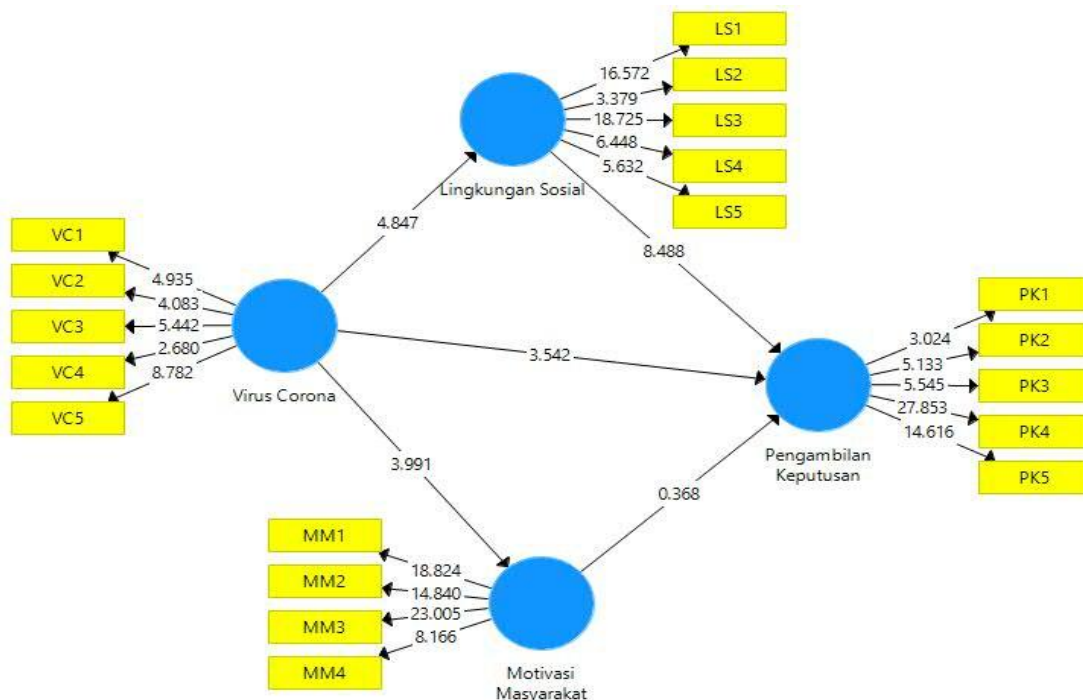 LS1
LS2
LS3
LS4
LS5
16.572
3.379
18.725
6.448
5.632
Lingkungan Sosial
4.847
8.488
VC1
VC2
VC3
VC4
VC5
4.935
4.083
5.442
2.680
8.782
Virus Corona
3.542
PK1
PK2
PK3
PK4
PK5
3.024
5.133
5.545
27.853
14.616
Pengambilan
Keputusan
3.991
0.368
MM1
MM2
MM3
MM4
18.824
14.840
23.005
8.166
Motivasi
Masyarakat